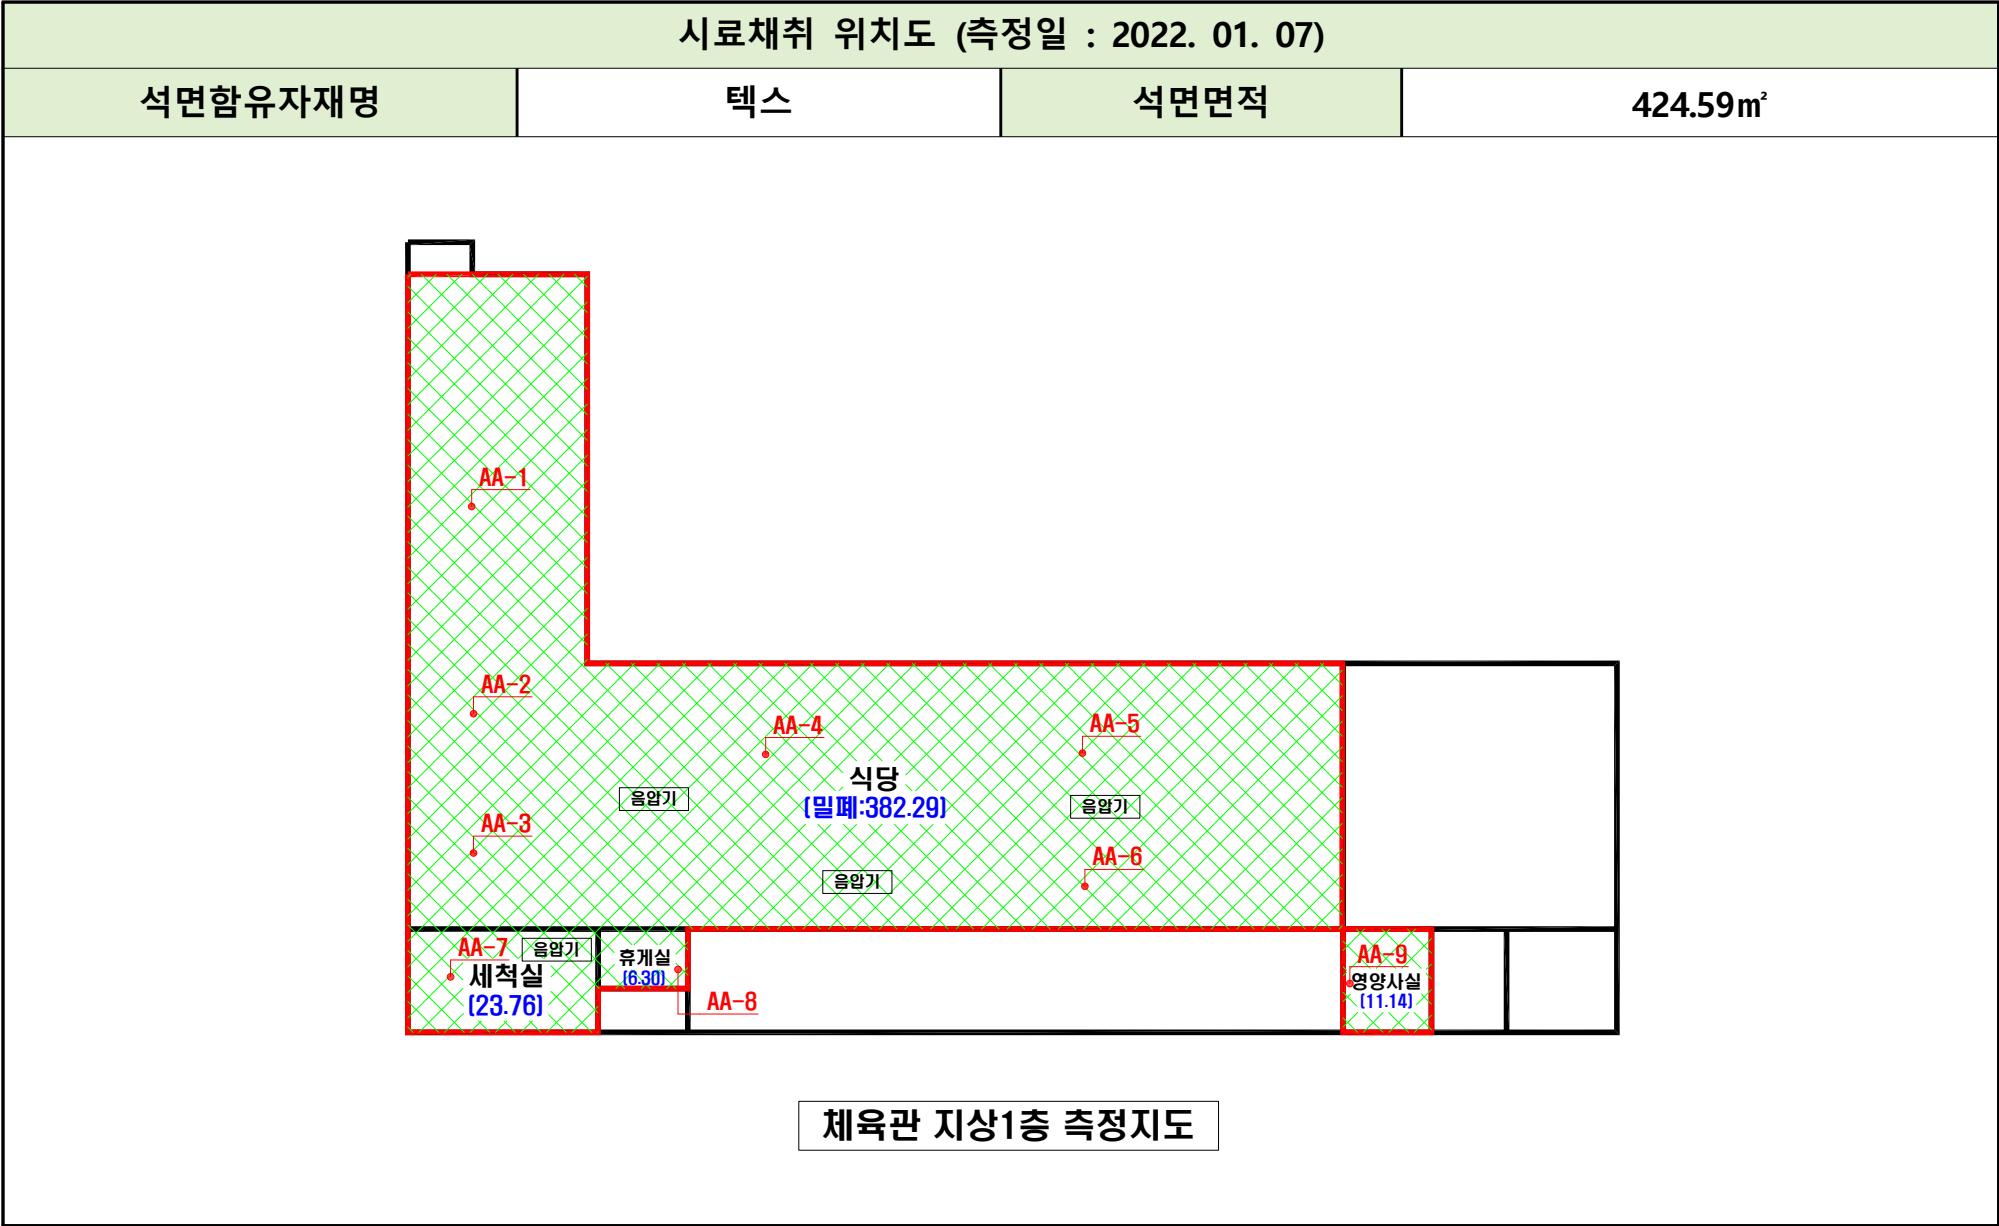 시료채취 위치도 (측정일 : 2022. 01. 07)
석면함유자재명 텍스 석면면적 424.59㎡
AA-1
AA-2
AA-4
AA-5
식당
(밀폐:382.29)
음압기
음압기
AA-3
AA-6
음압기
AA-7
음압기
세척실
(23.76)
휴게실
(6.30)
AA-8
AA-9
영양사실
(11.14)
체육관 지상1층 측정지도